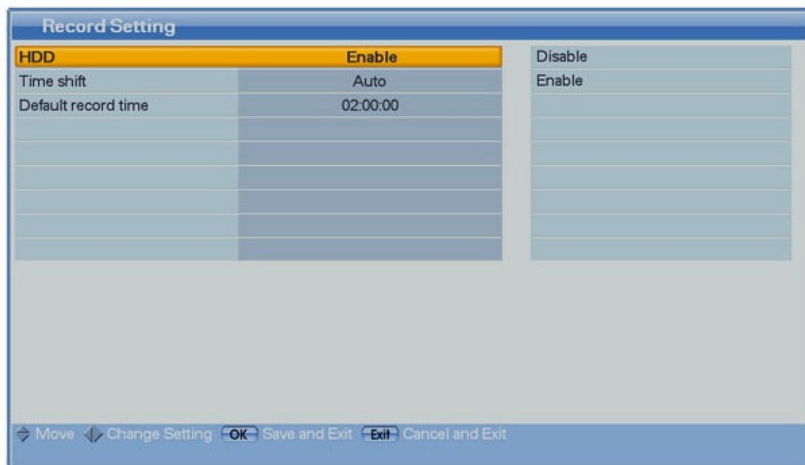 Record Setting
HDD Enable Disable
Time shift Auto Enable
Default record time 02:00:00
Move Change Setting OK Save and Exit Exit Cancel and Exit